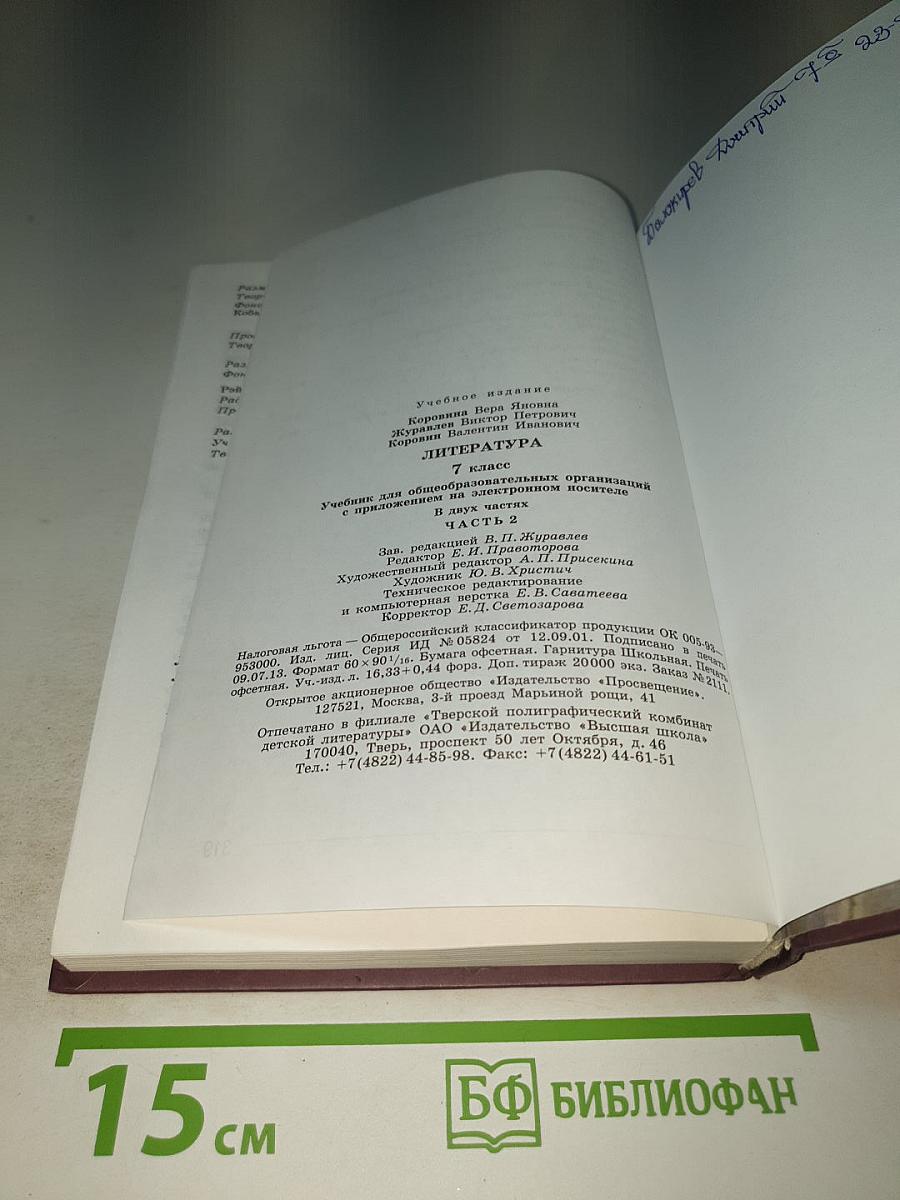 Учебное издание
Коровина Вера Яновна
Журавлев Виктор Петрович
Коровин Валентин Иванович
ЛИТЕРАТУРА
7 класс
Учебник для общеобразовательных организаций
с приложением на электронном носителе
В двух частях
ЧАСТЬ 2
Зав. редакцией В. П. Журавлев
Редактор Е. И. Правоторова
Художественный редактор А. П. Присекина
Художник Ю. В. Христич
Техническое редактирование
и компьютерная верстка Е. В. Саватеева
Корректор Е. Д. Светозарова
Налоговая льгота — Общероссийский классификатор продукции ОК 005-93—
953000. Изд. лиц. Серия ИД № 05824 от 12.09.01. Подписано в печать
09.07.13. Формат 60 × 90 1/16. Бумага офсетная. Гарнитура Школьная. Печать
офсетная. Уч.-изд. л. 16,33 + 0,44 форз. Доп. тираж 20 000 экз. Заказ № 2111.
Открытое акционерное общество «Издательство «Просвещение».
127521, Москва, 3-й проезд Марьиной рощи, 41
Отпечатано в филиале «Тверской полиграфический комбинат
детской литературы» ОАО «Издательство «Высшая школа»
170040, Тверь, проспект 50 лет Октября, д. 46
Тел.: +7(4822) 44-85-98. Факс: +7(4822) 44-61-51
Дмитрий 7
15 см
БФ БИБЛИОФАН